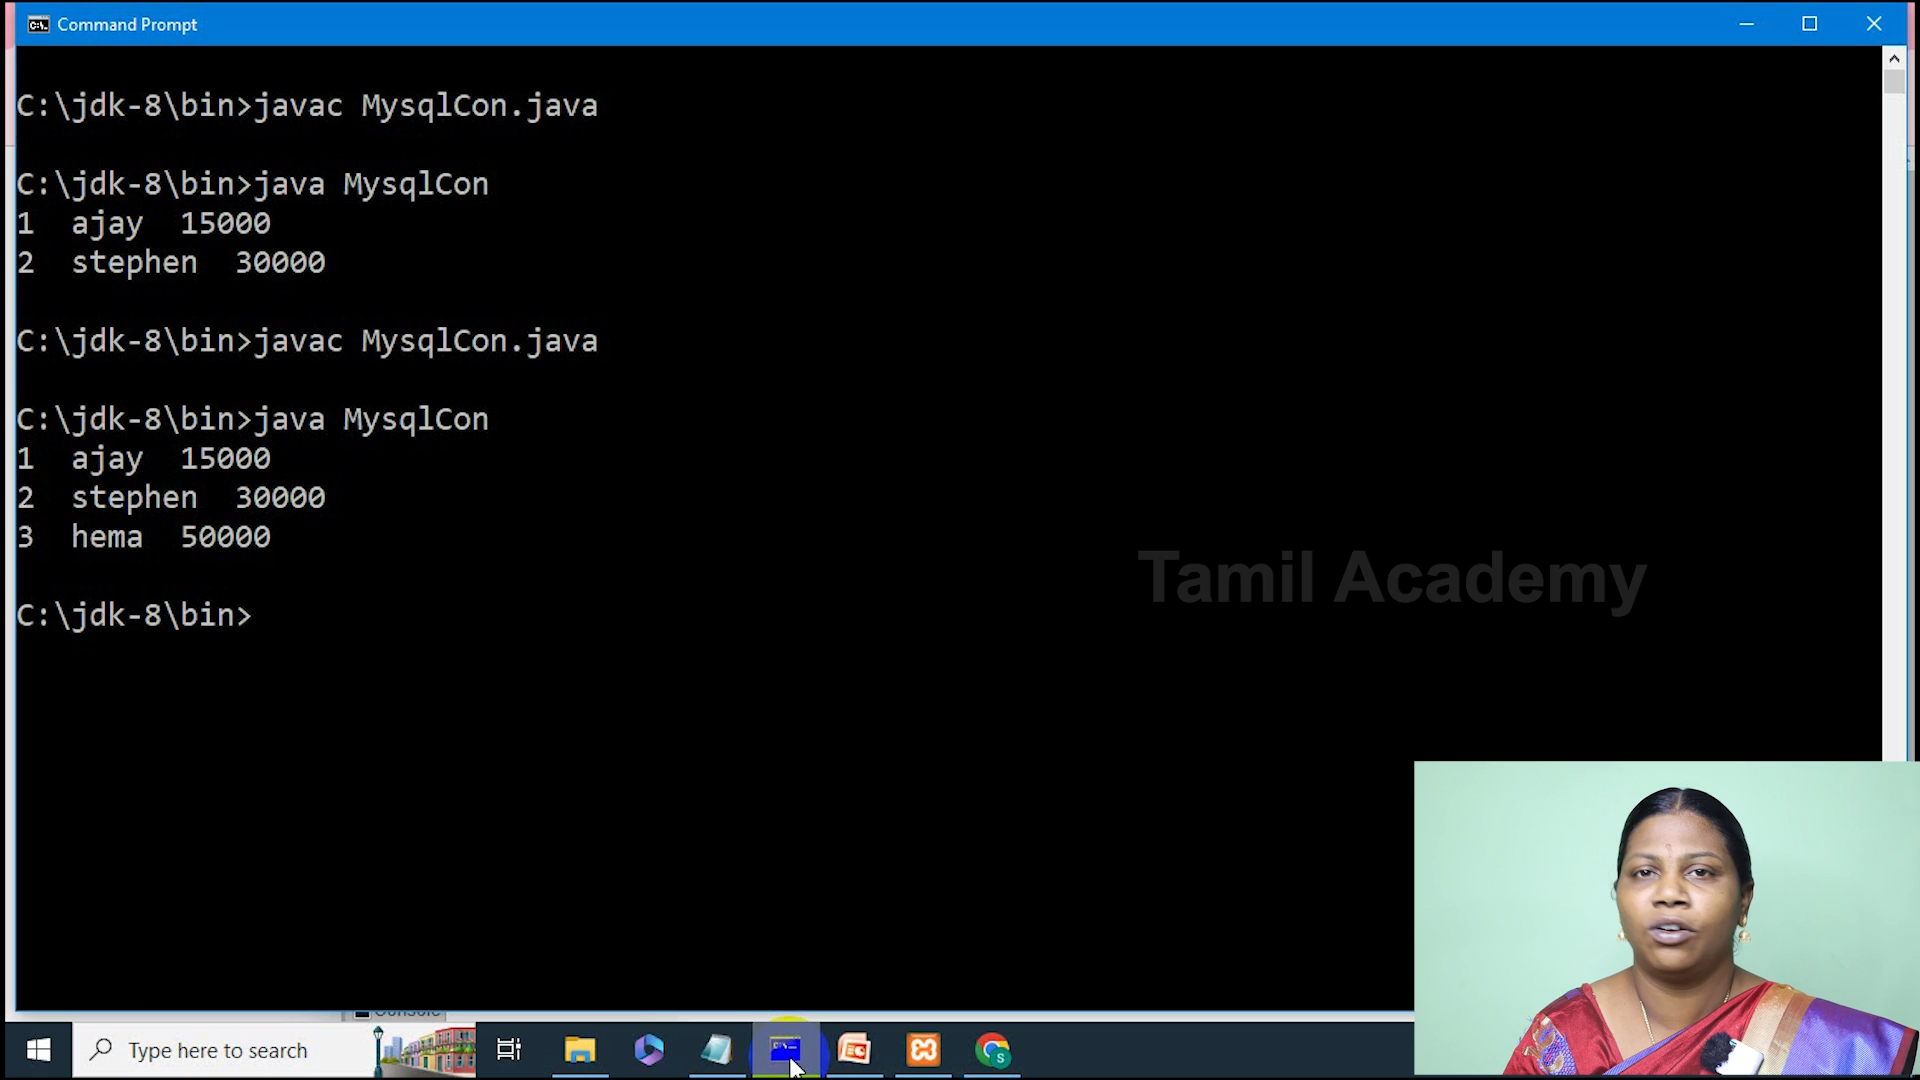 Command Prompt
C:\jdk-8\bin>javac MysqlCon.java
C:\jdk-8\bin>java MysqlCon
1  ajay  15000
2  stephen  30000
C:\jdk-8\bin>javac MysqlCon.java
C:\jdk-8\bin>java MysqlCon
1  ajay  15000
2  stephen  30000
3  hema  50000
Tamil Academy
C:\jdk-8\bin>
Console
Type here to search